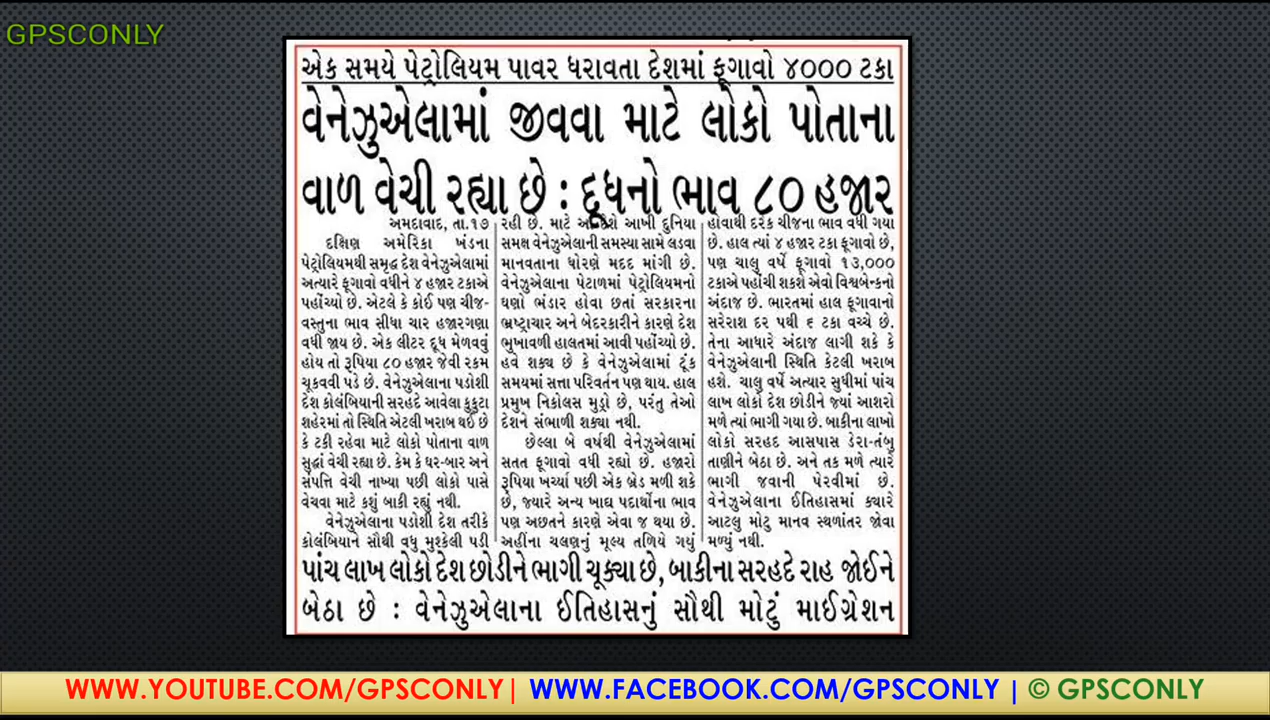 GPSCONLY
એક સમયે પેટ્રોલિયમ પાવર ધરાવતા દેશમાં ફૂગાવો ૪૦૦૦ ટકા
વેનેઝુએલામાં જીવવા માટે લોકો પોતાના
વાળ વેચી રહ્યા છે : દૂધનો ભાવ ૮૦ હજાર
અમદાવાદ, તા.૧૭
દક્ષિણ અમેરિકા ખંડના
પેટ્રોલિયમથી સમૃદ્ધ દેશ વેનેઝુએલામાં
અત્યારે ફૂગાવો વધીને ૪ હજાર ટકાએ
પહોંચ્યો છે. એટલે કે કોઈ પણ ચીજ-
વસ્તુના ભાવ સીધા ચાર હજારગણા
વધી જાય છે. એક લીટર દૂધ મેળવવું
હોય તો રૂપિયા ૮૦ હજાર જેવી રકમ
ચૂકવવી પડે છે. વેનેઝુએલાના પડોશી
દેશ કોલંબિયાની સરહદે આવેલા કુકુટા
શહેરમાં તો સ્થિતિ એટલી ખરાબ થઈ છે
કે ટકી રહેવા માટે લોકો પોતાના વાળ
સુદ્ધાં વેચી રહ્યા છે. કેમ કે ઘર-બાર અને
સંપત્તિ વેચી નાખ્યા પછી લોકો પાસે
વેચવા માટે કશું બાકી રહ્યું નથી.
વેનેઝુએલાના પડોશી દેશ તરીકે
કોલંબિયાને સૌથી વધુ મુશ્કેલી પડી
રહી છે. માટે આ દેશે આખી દુનિયા
સમક્ષ વેનેઝુએલાની સમસ્યા સામે લડવા
માનવતાના ધોરણે મદદ માંગી છે.
વેનેઝુએલાના પેટાળમાં પેટ્રોલિયમનો
ઘણો ભંડાર હોવા છતાં સરકારના
ભ્રષ્ટ્રાચાર અને બેદરકારીને કારણે દેશ
ભુખાવળી હાલતમાં આવી પહોંચ્યો છે.
હવે શક્ય છે કે વેનેઝુએલામાં ટૂંક
સમયમાં સત્તા પરિવર્તન પણ થાય. હાલ
પ્રમુખ નિકોલસ મુડ્રો છે, પરંતુ તેઓ
દેશને સંભાળી શક્યા નથી.
છેલ્લા બે વર્ષથી વેનેઝુએલામાં
સતત ફૂગાવો વધી રહ્યો છે. હજારો
રૂપિયા ખર્ચ્યા પછી એક બ્રેડ મળી શકે
છે, જ્યારે અન્ય ખાદ્ય પદાર્થોના ભાવ
પણ અછતને કારણે એવા જ થયા છે.
અહીંના ચલણનું મૂલ્ય તળિયે ગયું
હોવાથી દરેક ચીજના ભાવ વધી ગયા
છે. હાલ ત્યાં ૪ હજાર ટકા ફૂગાવો છે,
પણ ચાલુ વર્ષે ફૂગાવો ૧૩,૦૦૦
ટકાએ પહોંચી શકશે એવો વિશ્વબેન્કનો
અંદાજ છે. ભારતમાં હાલ ફૂગાવાનો
સરેરાશ દર ૫થી ૬ ટકા વચ્ચે છે.
તેના આધારે અંદાજ લાગી શકે કે
વેનેઝુએલાની સ્થિતિ કેટલી ખરાબ
હશે. ચાલુ વર્ષે અત્યાર સુધીમાં પાંચ
લાખ લોકો દેશ છોડીને જ્યાં આશરો
મળે ત્યાં ભાગી ગયા છે. બાકીના લાખો
લોકો સરહદ આસપાસ ડેરા-તંબુ
તાણીને બેઠા છે. અને તક મળે ત્યારે
ભાગી જવાની પેરવીમાં છે.
વેનેઝુએલાના ઈતિહાસમાં ક્યારે
આટલુ મોટુ માનવ સ્થળાંતર જોવા
મળ્યું નથી.
પાંચ લાખ લોકો દેશ છોડીને ભાગી ચૂક્યા છે, બાકીના સરહદે રાહ જોઈને
બેઠા છે : વેનેઝુએલાના ઈતિહાસનું સૌથી મોટું માઈગ્રેશન
WWW.YOUTUBE.COM/GPSCONLY | WWW.FACEBOOK.COM/GPSCONLY | © GPSCONLY